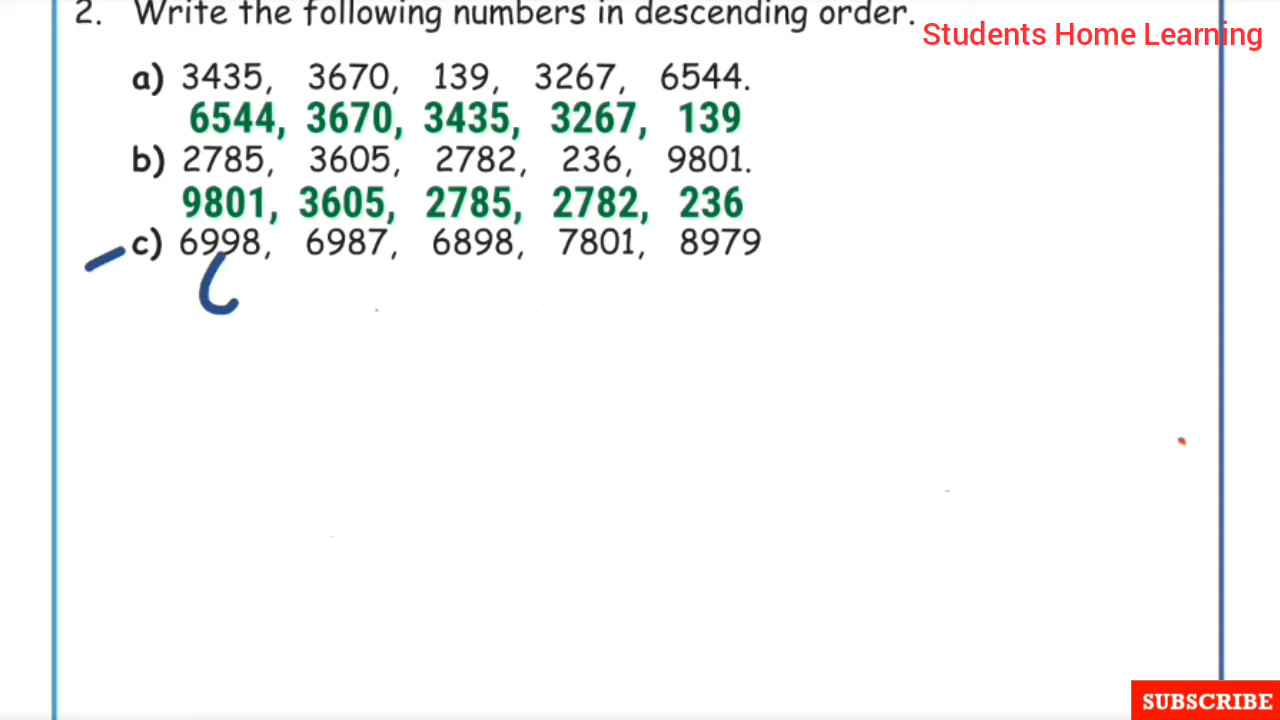 2. Write the following numbers in descending order.
Students Home Learning
a) 3435, 3670, 139, 3267, 6544.
6544, 3670, 3435, 3267, 139
b) 2785, 3605, 2782, 236, 9801.
9801, 3605, 2785, 2782, 236
c) 6998, 6987, 6898, 7801, 8979
SUBSCRIBE